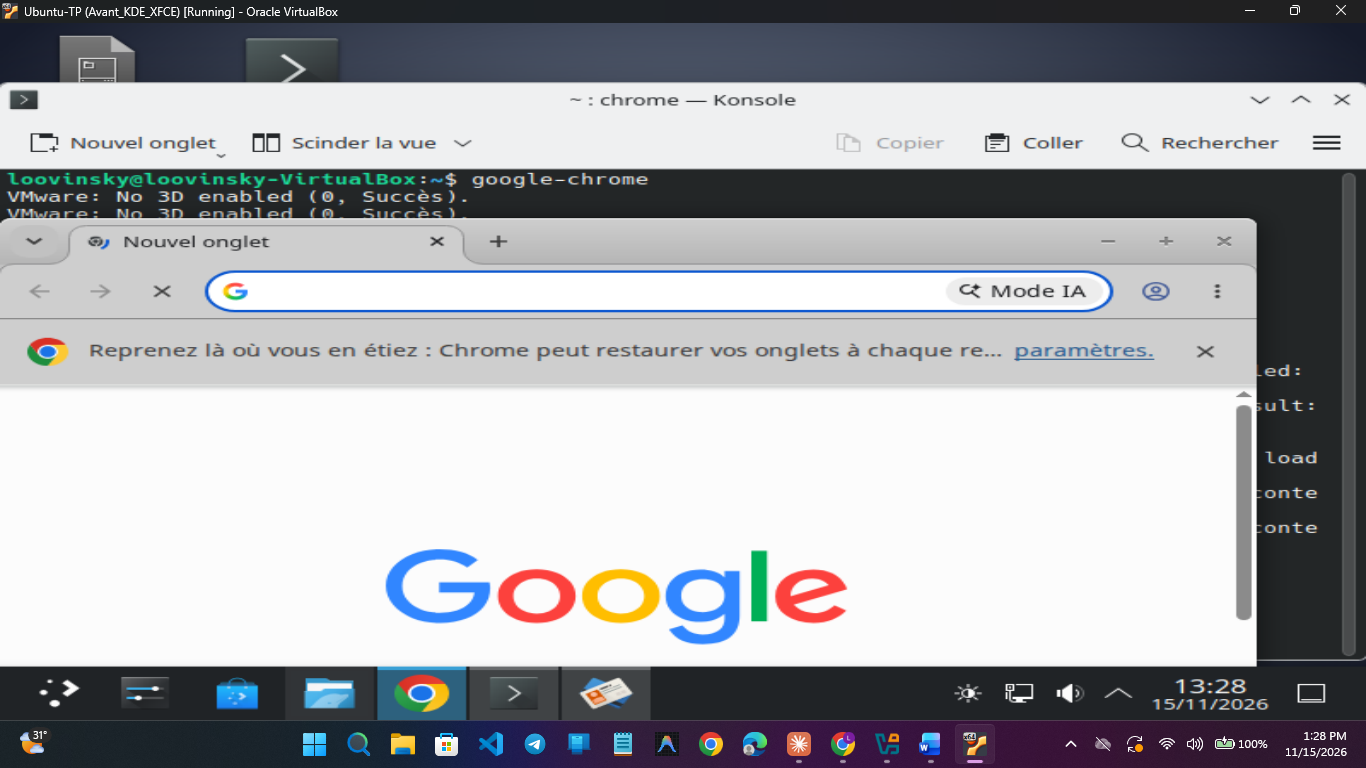 Ubuntu-TP (Avant_KDE_XFCE) [Running] - Oracle VirtualBox
~ : chrome — Konsole
Nouvel onglet
Scinder la vue
Copier
Coller
Rechercher
loovinsky@loovinsky-VirtualBox:~$ google-chrome
VMware: No 3D enabled (0, Succès).
VMware: No 3D enabled (0, Succès).
Nouvel onglet
Mode IA
Reprenez là où vous en étiez : Chrome peut restaurer vos onglets à chaque re... paramètres.
led:
sult:
load
conte
conte
Google
13:28
15/11/2026
31°
100%
1:28 PM
11/15/2026